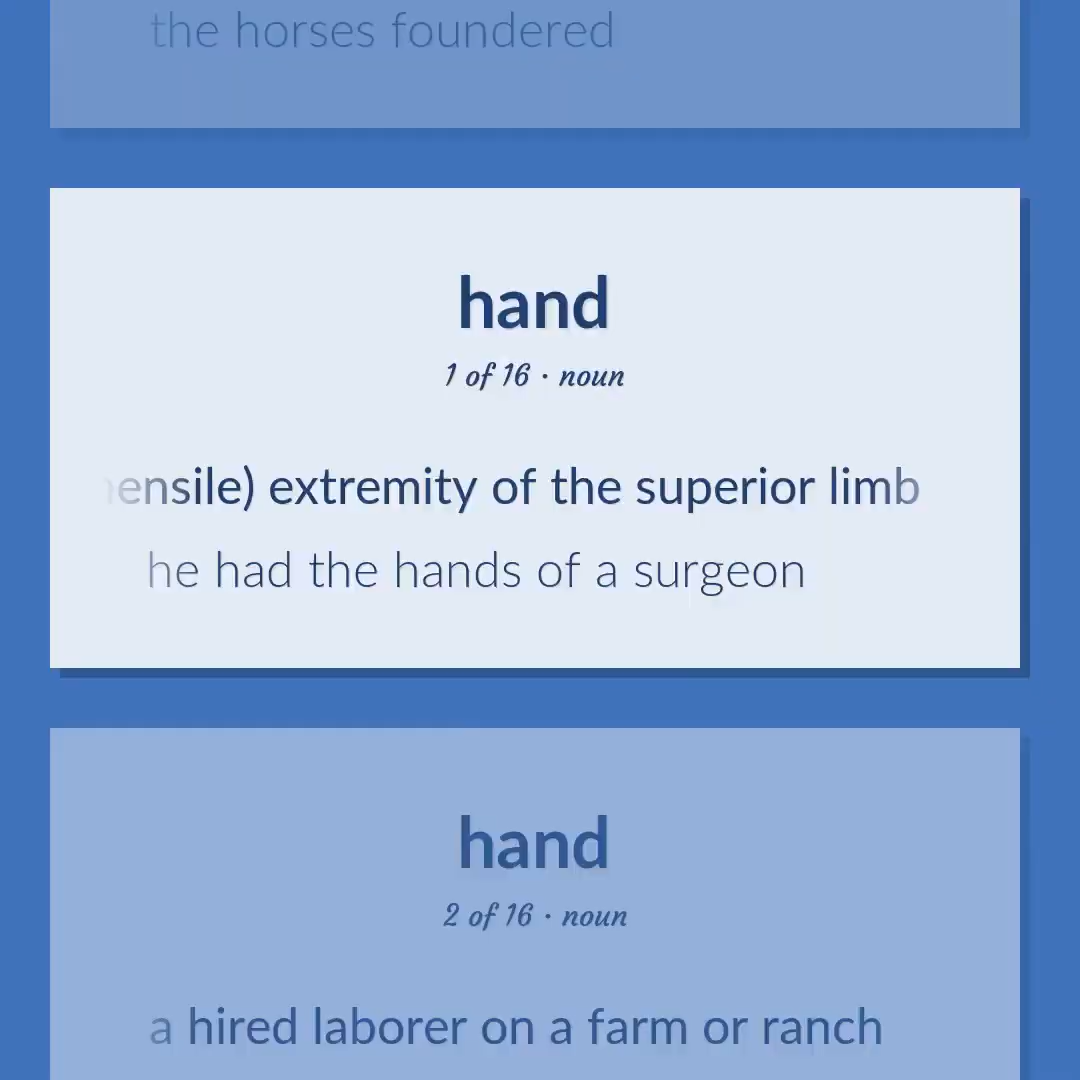 the horses foundered
hand
1 of 16 · noun
ensile) extremity of the superior limb
he had the hands of a surgeon
hand
2 of 16 · noun
a hired laborer on a farm or ranch